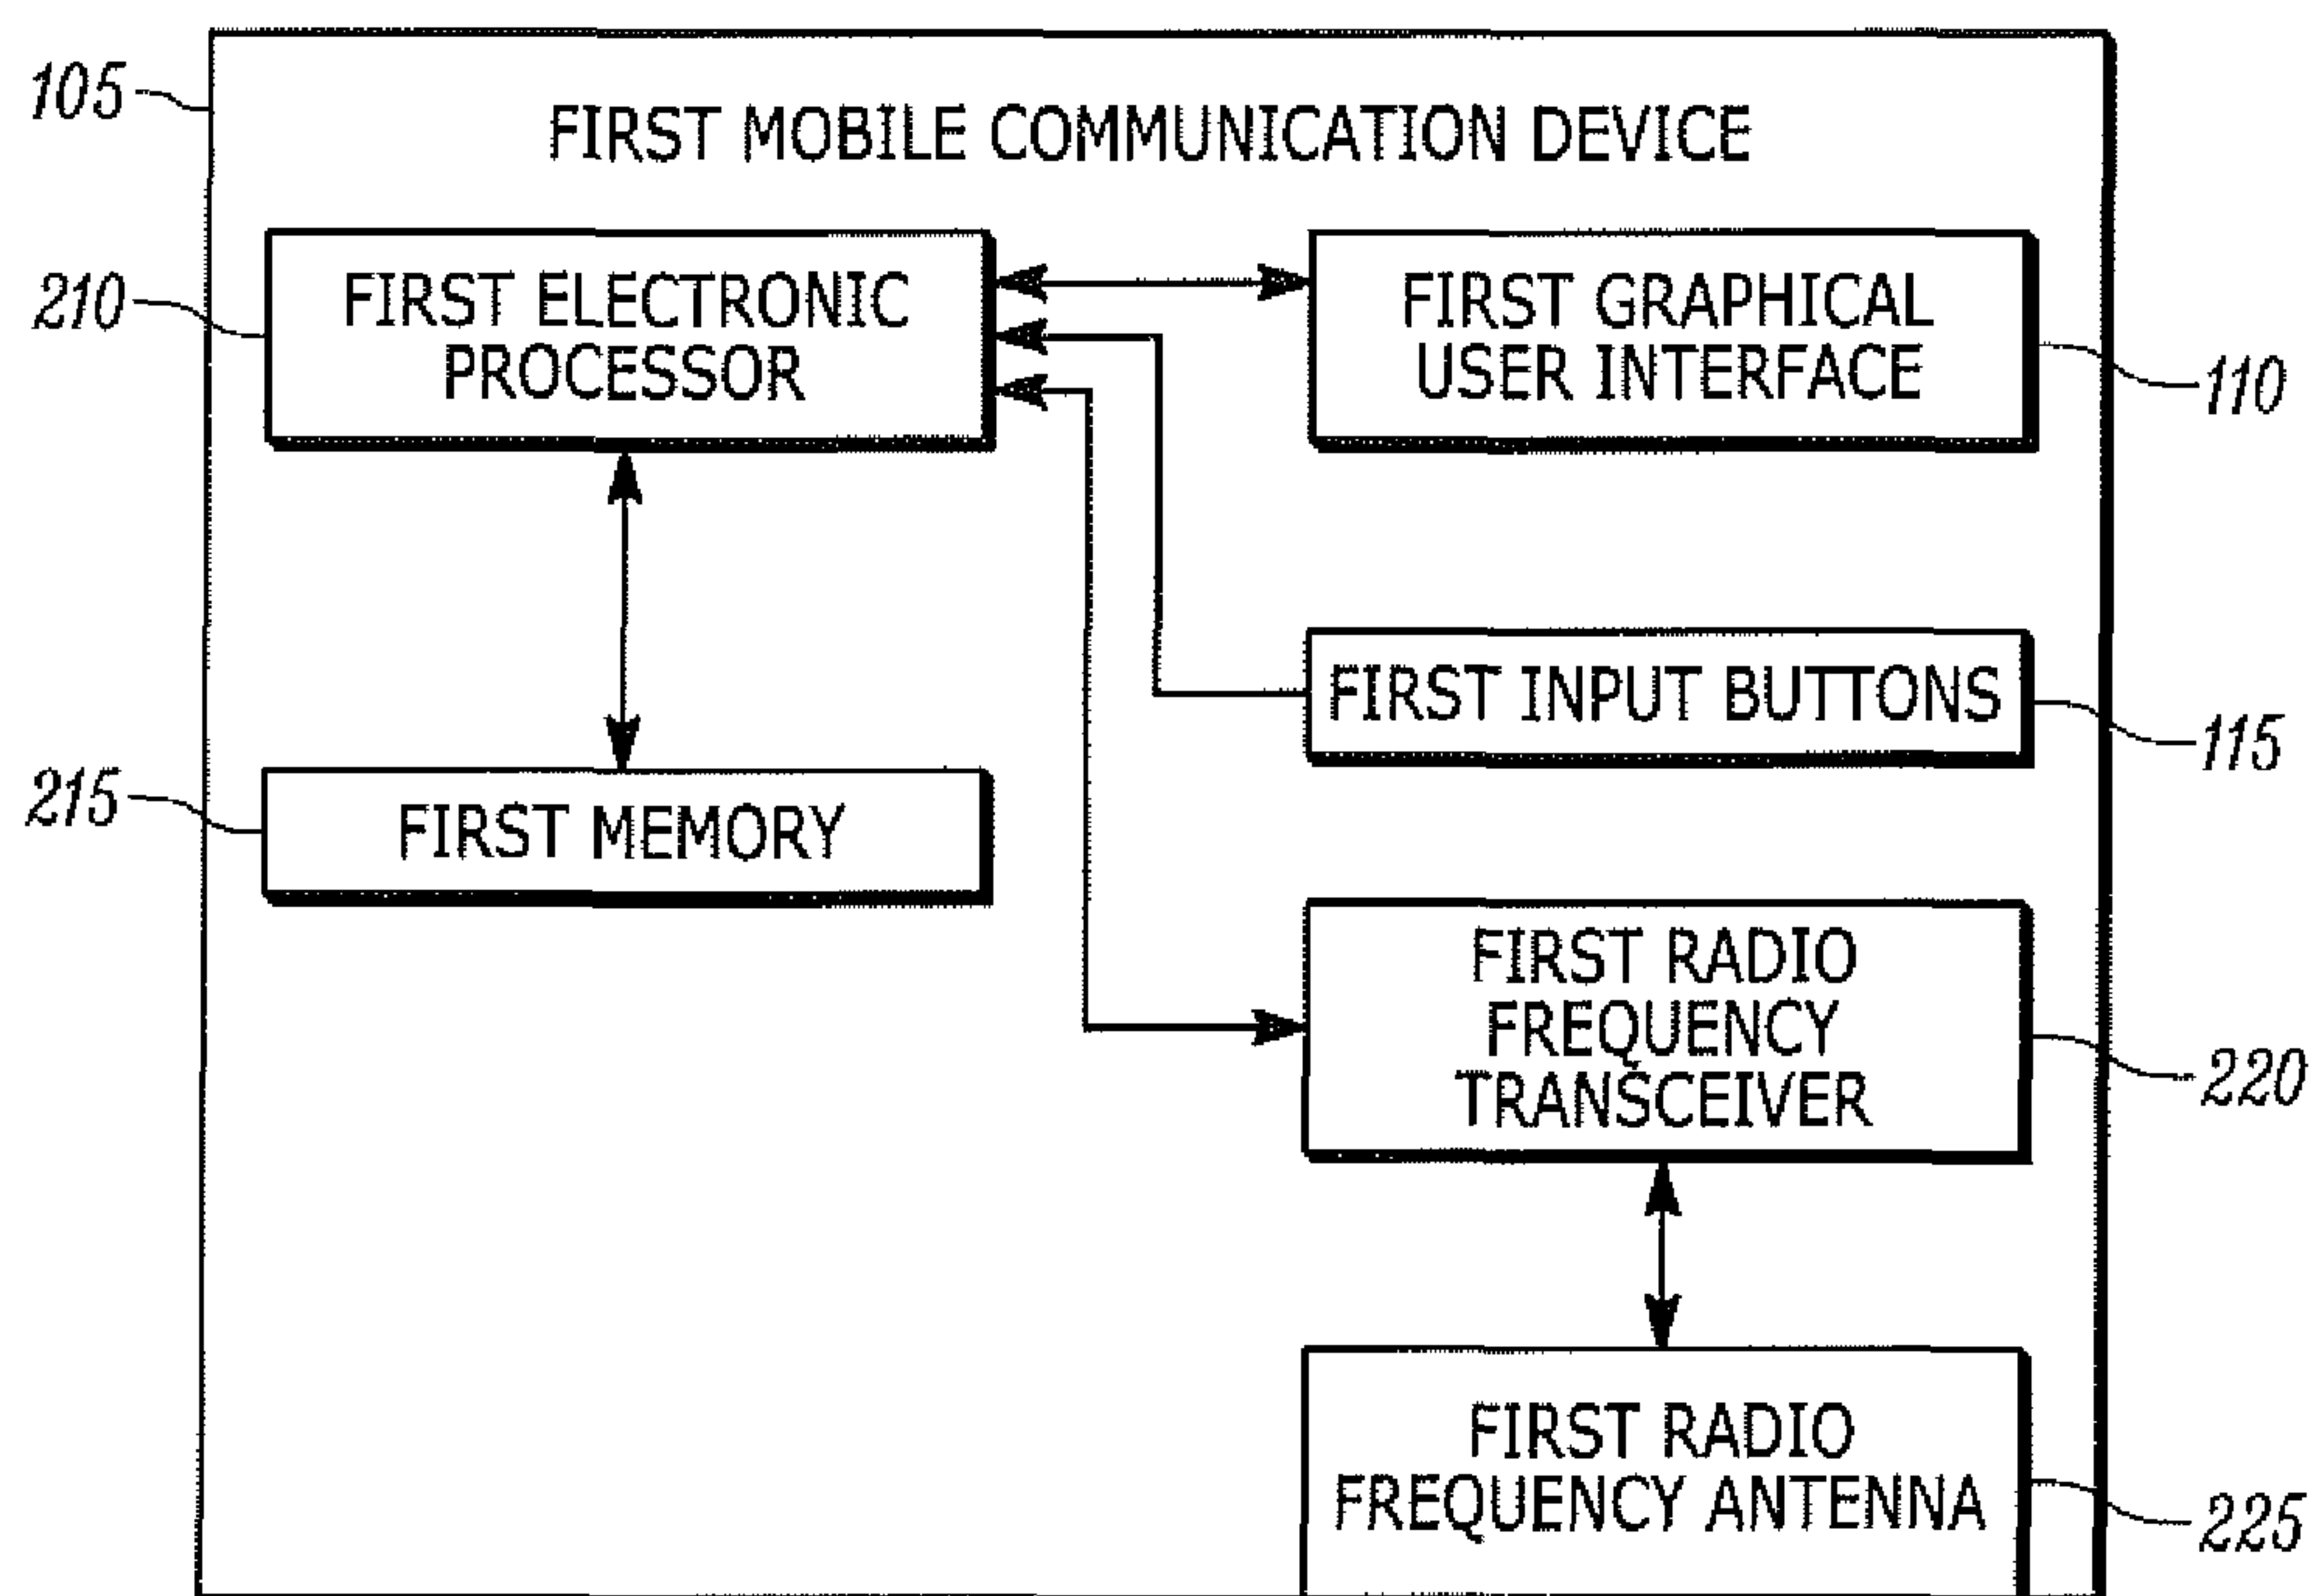 105
FIRST MOBILE COMMUNICATION DEVICE
210
FIRST ELECTRONIC
PROCESSOR
FIRST GRAPHICAL
USER INTERFACE
110
FIRST INPUT BUTTONS
115
215
FIRST MEMORY
FIRST RADIO
FREQUENCY
TRANSCEIVER
220
FIRST RADIO
FREQUENCY ANTENNA
225